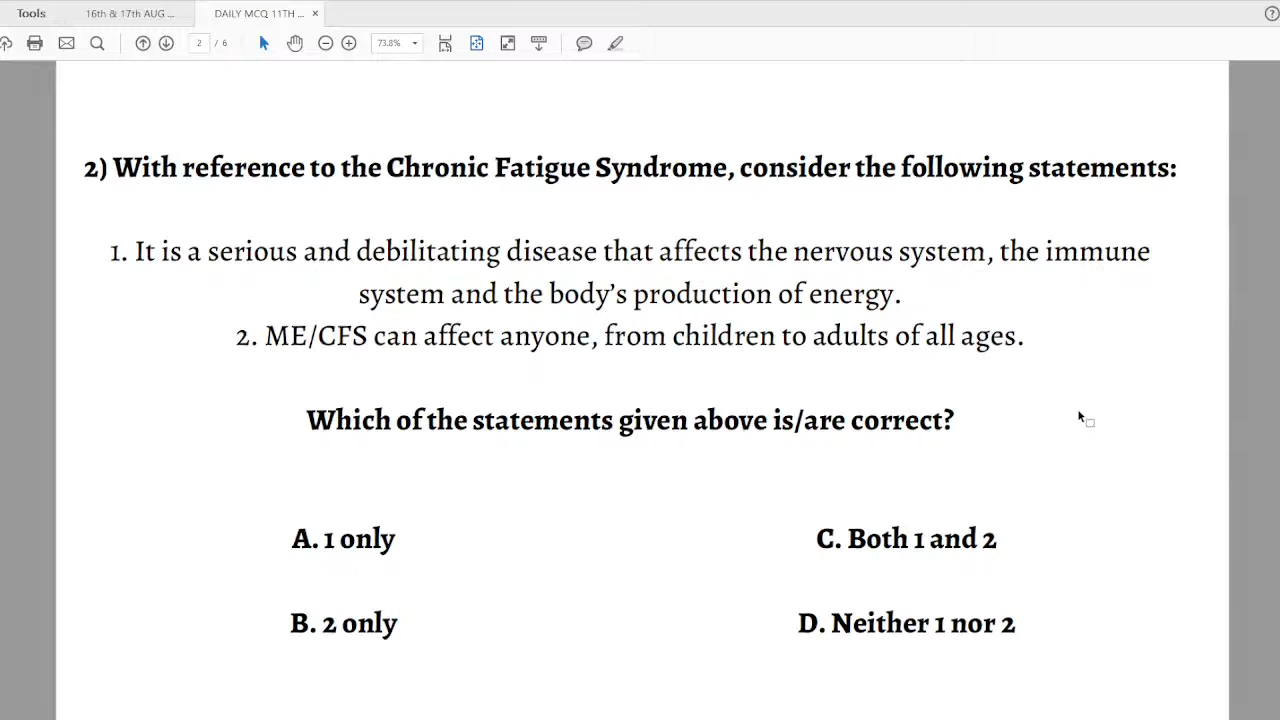 Tools
16th & 17th AUG ...
DAILY MCQ 11TH ...
2 / 6
73.8%
2) With reference to the Chronic Fatigue Syndrome, consider the following statements:
1. It is a serious and debilitating disease that affects the nervous system, the immune
system and the body’s production of energy.
2. ME/CFS can affect anyone, from children to adults of all ages.
Which of the statements given above is/are correct?
A. 1 only
C. Both 1 and 2
B. 2 only
D. Neither 1 nor 2